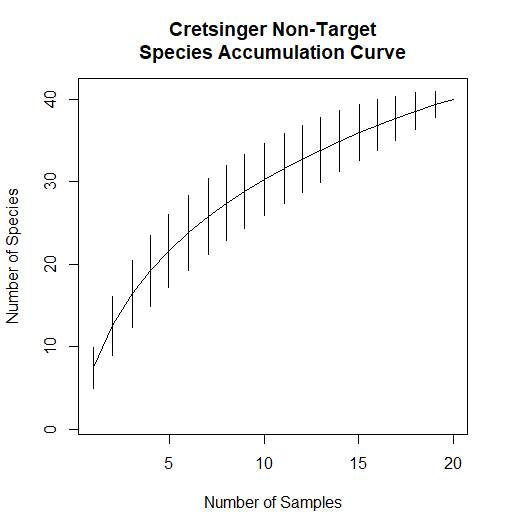 Cretsinger Non-Target
Species Accumulation Curve
Number of Species
40
30
20
10
0
5 10 15 20
Number of Samples